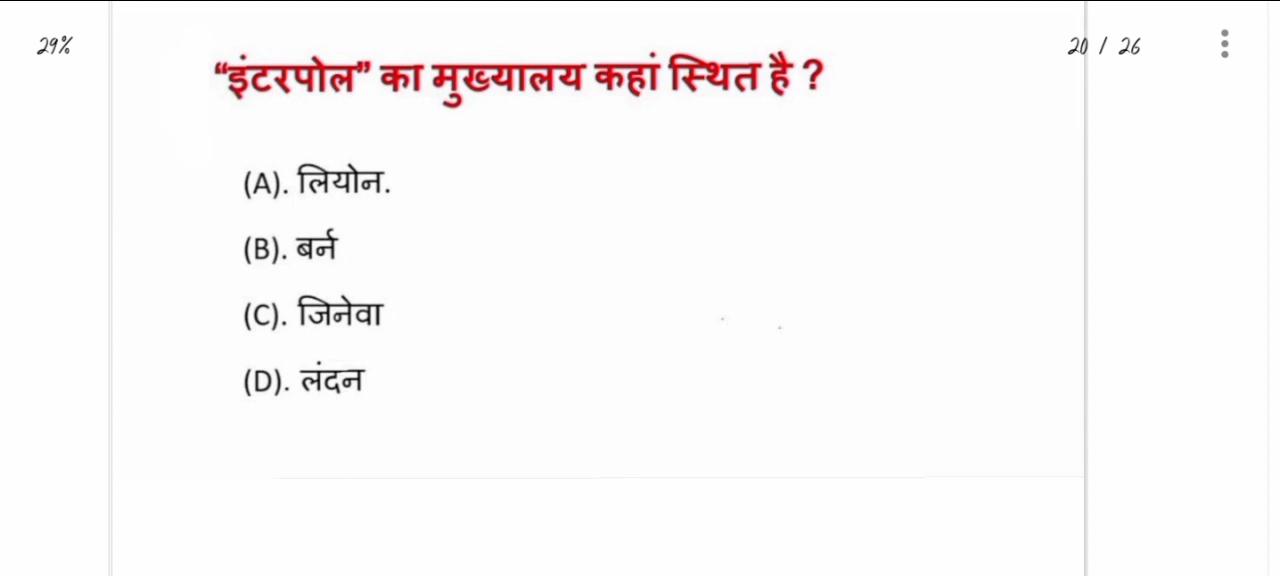 29%
20 / 26
“इंटरपोल” का मुख्यालय कहां स्थित है ?
(A). लियोन.
(B). बर्न
(C). जिनेवा
(D). लंदन